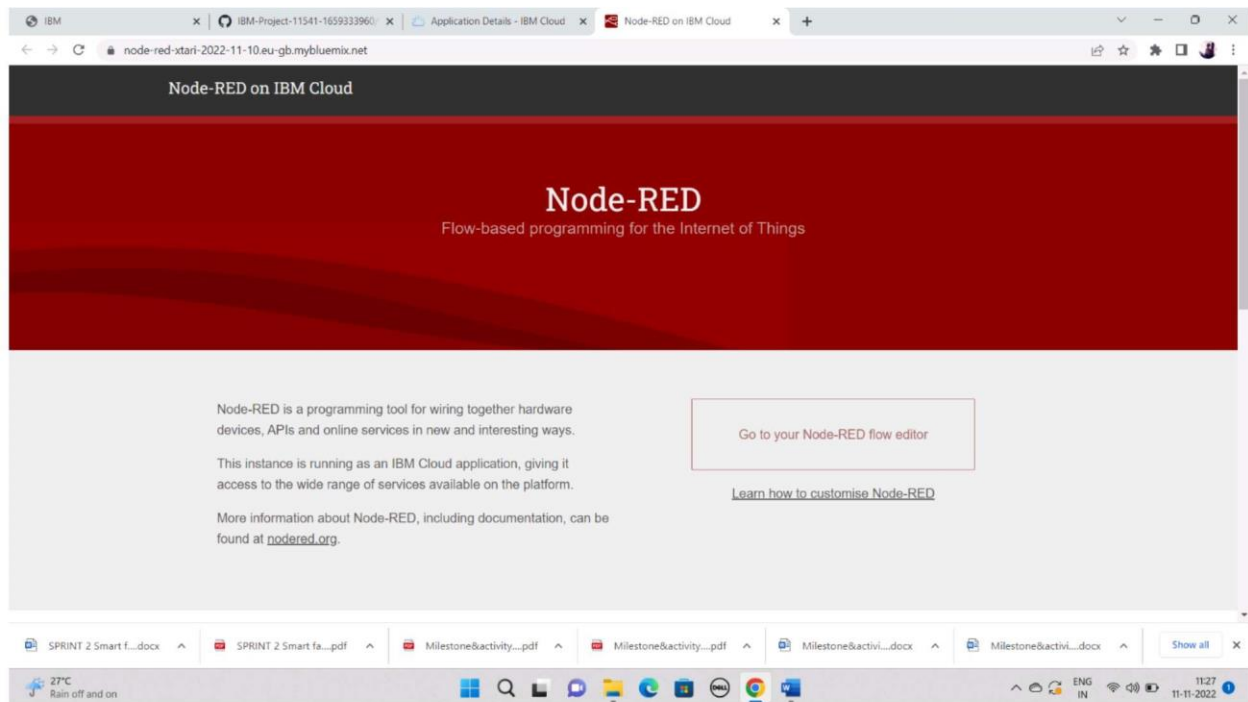 IBM
IBM-Project-11541-1659333960/
Application Details - IBM Cloud
Node-RED on IBM Cloud
node-red-xtari-2022-11-10.eu-gb.mybluemix.net
Node-RED on IBM Cloud
Node-RED
Flow-based programming for the Internet of Things
Node-RED is a programming tool for wiring together hardware
devices, APIs and online services in new and interesting ways.
This instance is running as an IBM Cloud application, giving it
access to the wide range of services available on the platform.
More information about Node-RED, including documentation, can be
found at nodered.org.
Go to your Node-RED flow editor
Learn how to customise Node-RED
SPRINT 2 Smart f....docx
SPRINT 2 Smart fa....pdf
Milestone&activity....pdf
Milestone&activity....pdf
Milestone&activi....docx
Milestone&activi....docx
Show all
27°C
Rain off and on
DELL
ENG
IN
11:27
11-11-2022
1